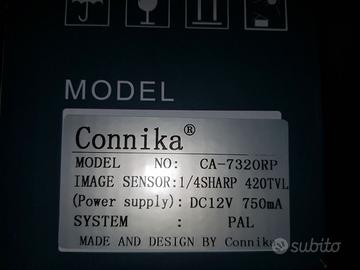 MODEL
Connika®
MODEL NO: CA-7320RP
IMAGE SENSOR:1/4SHARP 420TVL
(Power supply): DC12V 750mA
SYSTEM : PAL
MADE AND DESIGN BY Connika
subito